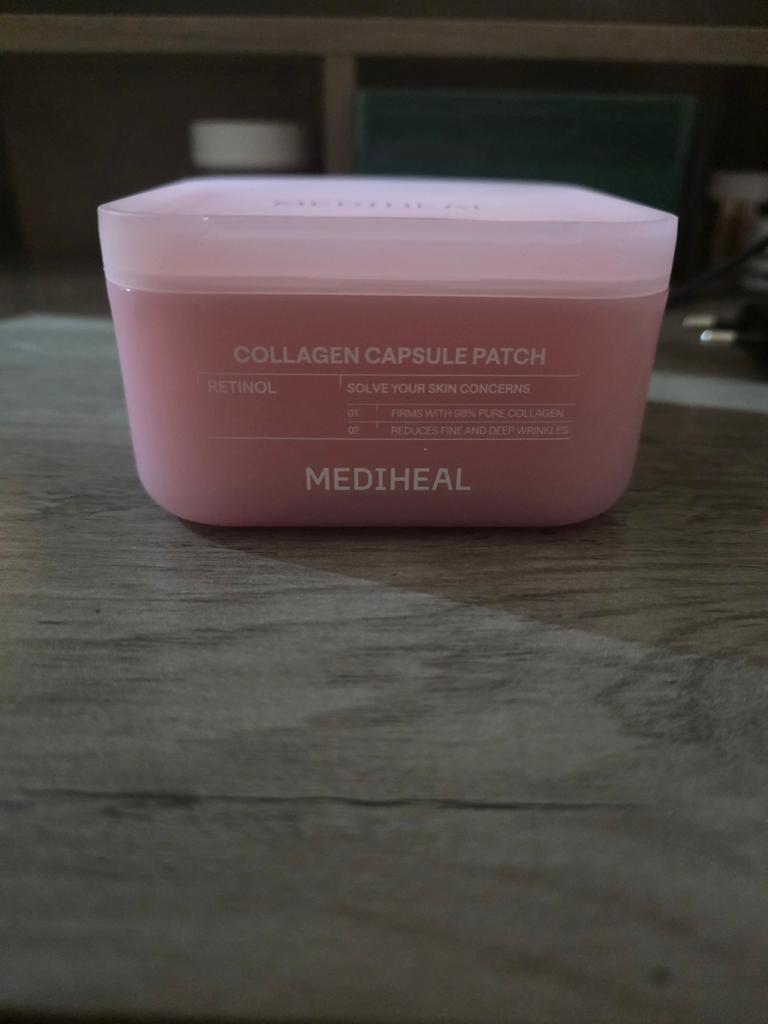 MEDIHEAL
COLLAGEN CAPSULE PATCH
RETINOL
SOLVE YOUR SKIN CONCERNS
01 FIRMS WITH 98% PURE COLLAGEN
02 REDUCES FINE AND DEEP WRINKLES
MEDIHEAL